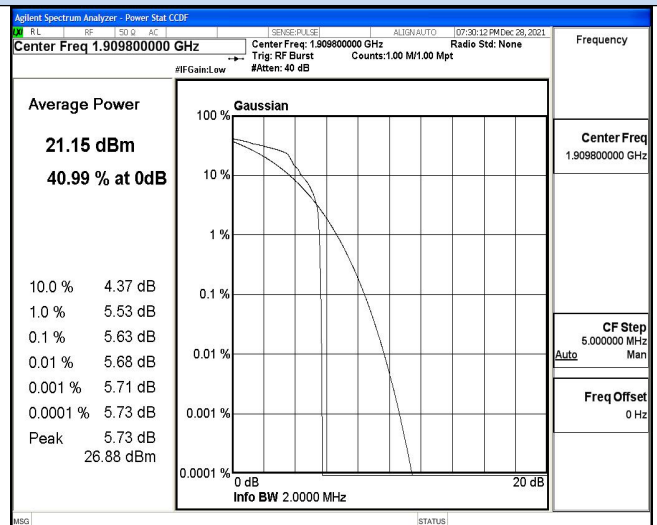 Agilent Spectrum Analyzer - Power Stat CCDF
LXI RL RF 50 Ω AC SENSE:PULSE ALIGN AUTO 07:30:12 PM Dec 28, 2021
Center Freq 1.909800000 GHz
Center Freq: 1.909800000 GHz Radio Std: None
Trig: RF Burst Counts:1.00 M/1.00 Mpt
#IFGain:Low #Atten: 40 dB
Frequency
Average Power
21.15 dBm
40.99 % at 0dB
10.0 % 4.37 dB
1.0 % 5.53 dB
0.1 % 5.63 dB
0.01 % 5.68 dB
0.001 % 5.71 dB
0.0001 % 5.73 dB
Peak 5.73 dB
26.88 dBm
Gaussian
100 %
10 %
1 %
0.1 %
0.01 %
0.001 %
0.0001 %
0 dB 20 dB
Info BW 2.0000 MHz
Center Freq
1.909800000 GHz
CF Step
5.000000 MHz
Auto Man
Freq Offset
0 Hz
MSG STATUS